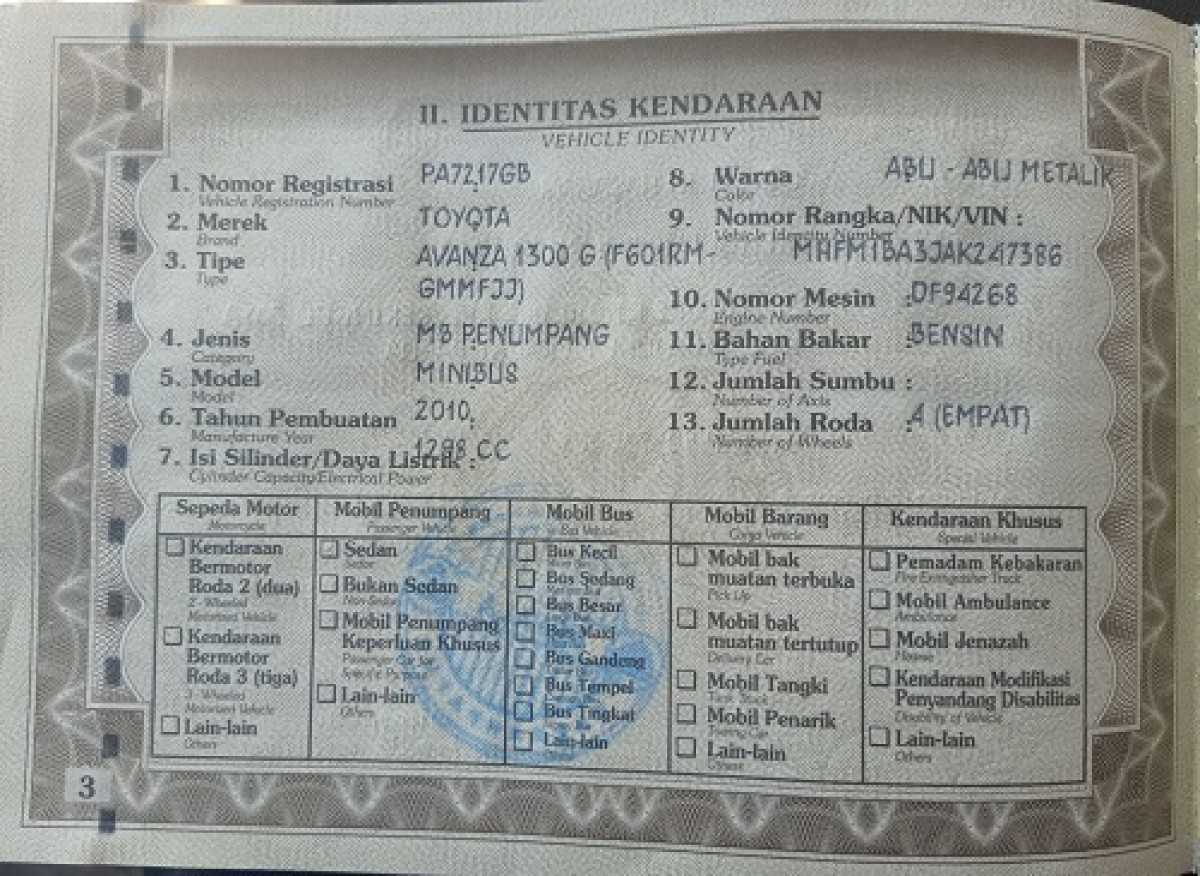 II. IDENTITAS KENDARAAN
VEHICLE IDENTITY
1. Nomor Registrasi PA7217GB
Vehicle Registration Number
2. Merek TOYOTA
Brand
3. Tipe AVANZA 1300 G (F601RM-
Type GMMFJJ)
4. Jenis MB PENUMPANG
Category
5. Model MINIBUS
Model
6. Tahun Pembuatan 2010
Manufacture Year
7. Isi Silinder/Daya Listrik : 1298 CC
Cylinder Capacity/Electrical Power
8. Warna ABU - ABU METALIK
Color
9. Nomor Rangka/NIK/VIN :
Vehicle Identity Number
MHFM1BA3JAK247386
10. Nomor Mesin : DF94268
Engine Number
11. Bahan Bakar : BENSIN
Type Fuel
12. Jumlah Sumbu :
Number of Axis
13. Jumlah Roda : 4 (EMPAT)
Number of Wheels
Sepeda Motor
Motorcycle
Kendaraan
Bermotor
Roda 2 (dua)
2 - Wheeled
Motorized Vehicle
Kendaraan
Bermotor
Roda 3 (tiga)
3 - Wheeled
Motorized Vehicle
Lain-lain
Others
Mobil Penumpang
Passenger Vehicle
Sedan
Sedan
Bukan Sedan
Non-Sedan
Mobil Penumpang
Keperluan Khusus
Passenger Car for
Specific Purpose
Lain-lain
Others
Mobil Bus
Bus Vehicle
Bus Kecil
Bus Sedang
Bus Besar
Bus Maxi
Bus Gandeng
Bus Tempel
Bus Tingkat
Lain-lain
Mobil Barang
Cargo Vehicle
Mobil bak
muatan terbuka
Pick Up
Mobil bak
muatan tertutup
Delivery Car
Mobil Tangki
Tank Truck
Mobil Penarik
Towing Car
Lain-lain
Others
Kendaraan Khusus
Special Vehicle
Pemadam Kebakaran
Fire Extinguisher Truck
Mobil Ambulance
Ambulance
Mobil Jenazah
Hearse
Kendaraan Modifikasi
Penyandang Disabilitas
Disability of Vehicle
Lain-lain
Others
3